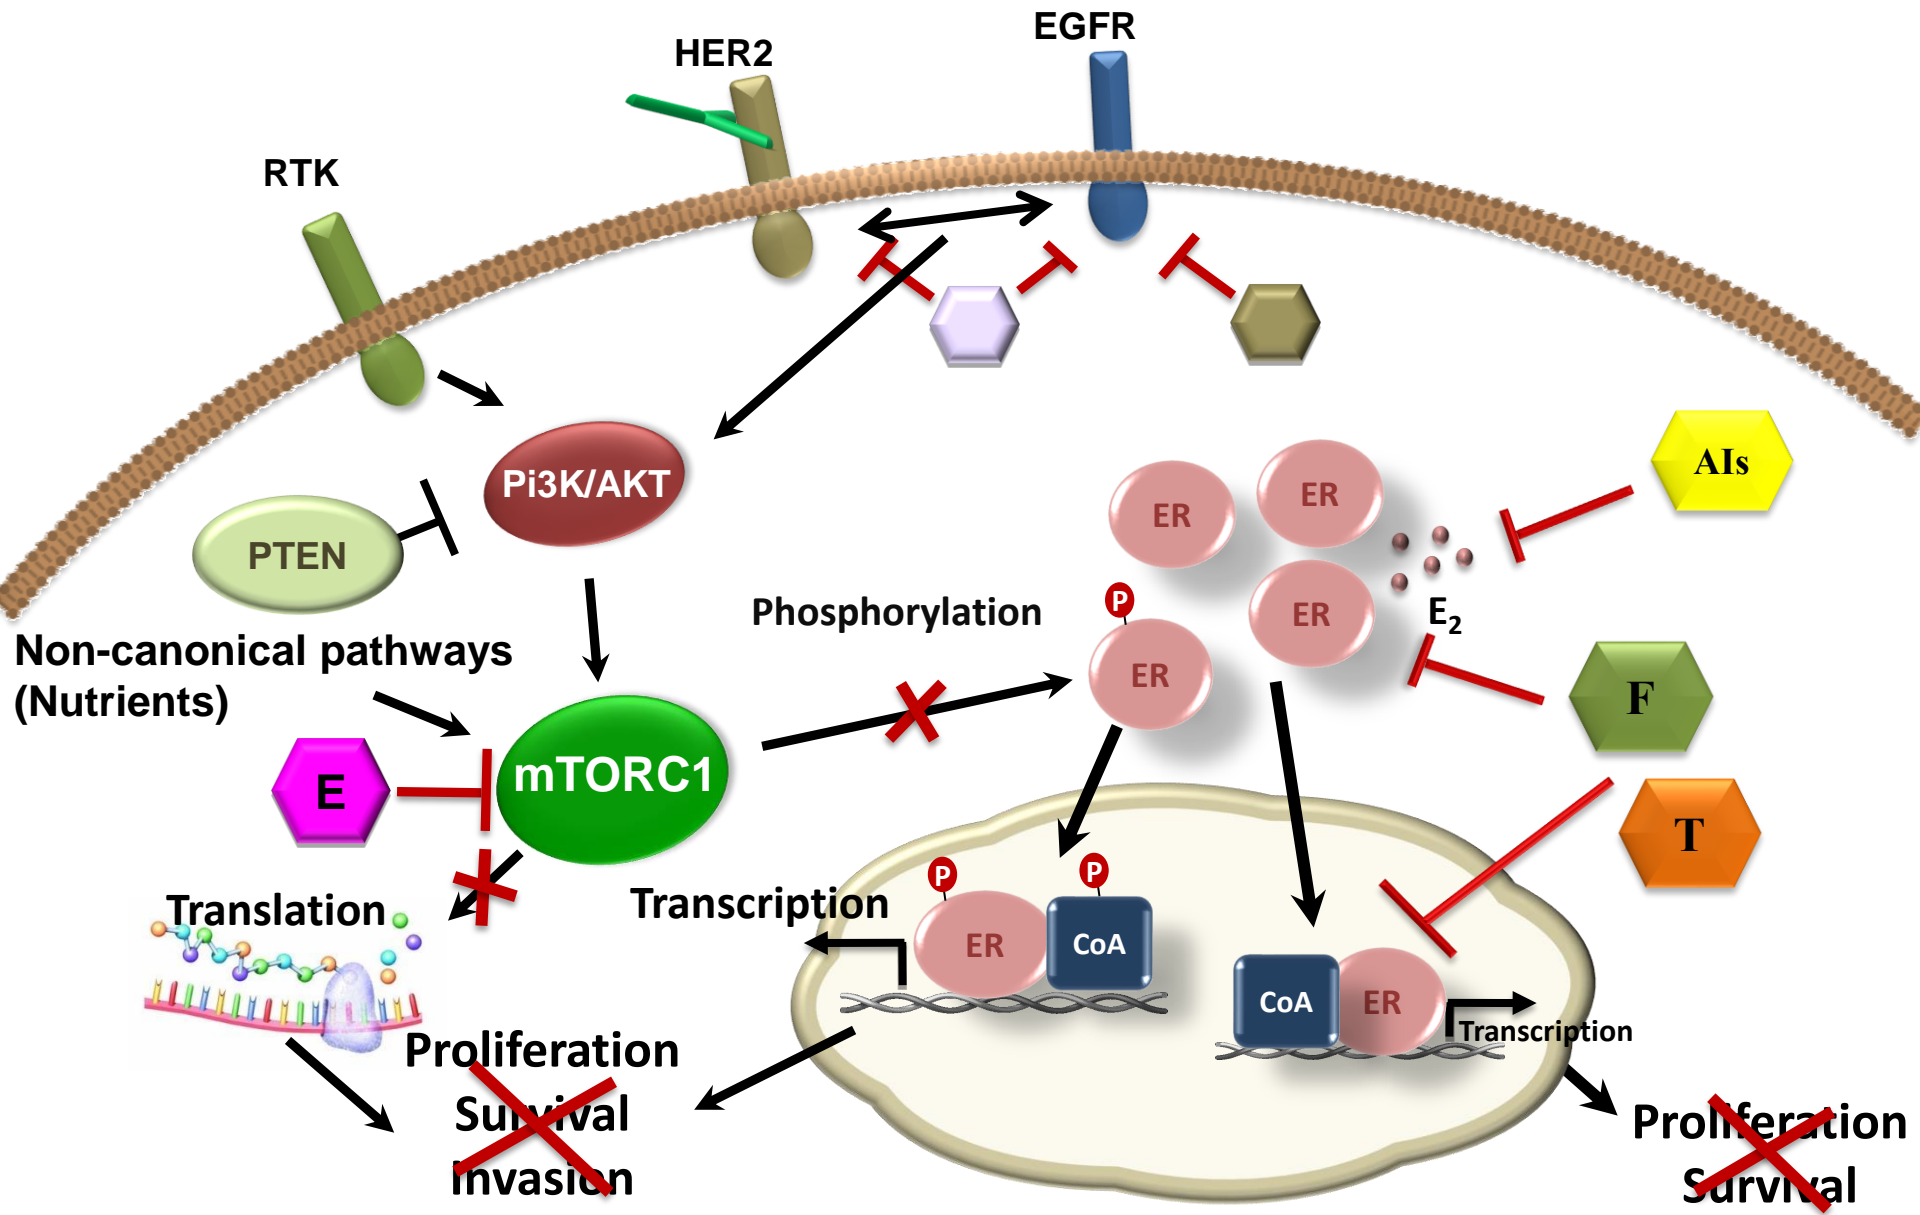 EGFR
HER2
RTK
AIs
Pi3K/AKT
ER
ER
PTEN
E₂
Phosphorylation
P
ER
ER
Non-canonical pathways
(Nutrients)
F
mTORC1
E
T
Translation
Transcription
P
P
ER
CoA
CoA
ER
Transcription
Proliferation
Survival
Invasion
Proliferation
Survival